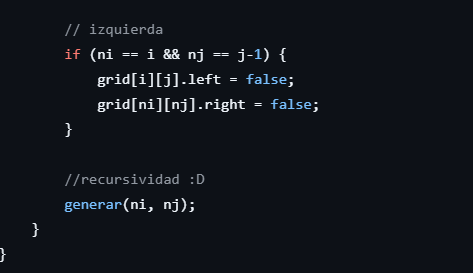 // izquierda
if (ni == i && nj == j-1) {
grid[i][j].left = false;
grid[ni][nj].right = false;
}
//recursividad :D
generar(ni, nj);
}
}